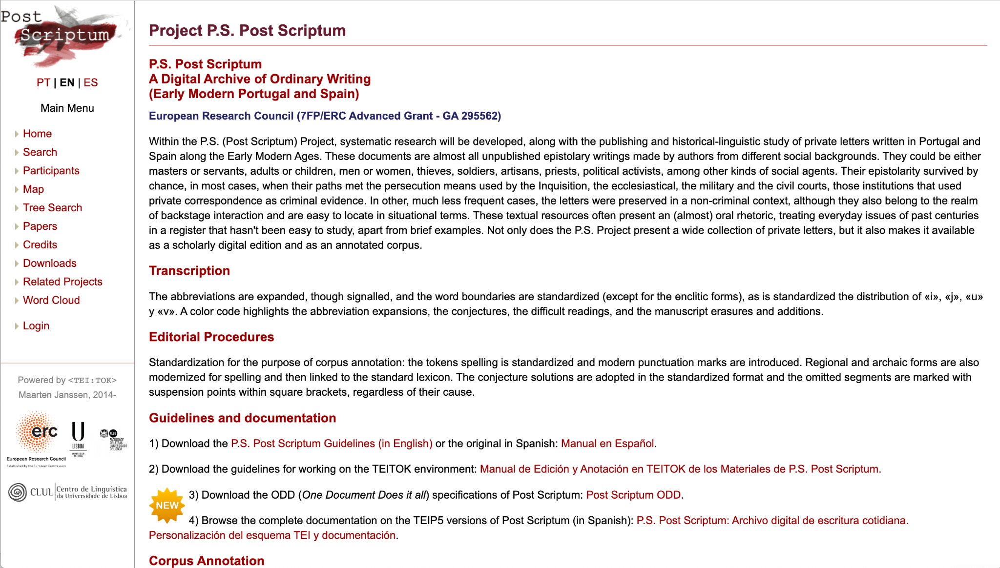 Post
Scriptum
PT | EN | ES
Main Menu
Home
Search
Participants
Map
Tree Search
Papers
Credits
Downloads
Related Projects
Word Cloud
Login
Powered by <TEI:TOK>
Maarten Janssen, 2014-
erc
European Research Council
Established by the European Commission
U
LISBOA
UNIVERSIDADE
DE LISBOA
FLUL
FACULDADE
DE LETRAS
UNIVERSIDADE
DE LISBOA
CLUL
Centro de Linguística
da Universidade de Lisboa
Project P.S. Post Scriptum
P.S. Post Scriptum
A Digital Archive of Ordinary Writing
(Early Modern Portugal and Spain)
European Research Council (7FP/ERC Advanced Grant - GA 295562)
Within the P.S. (Post Scriptum) Project, systematic research will be developed, along with the publishing and historical-linguistic study of private letters written in Portugal and
Spain along the Early Modern Ages. These documents are almost all unpublished epistolary writings made by authors from different social backgrounds. They could be either
masters or servants, adults or children, men or women, thieves, soldiers, artisans, priests, political activists, among other kinds of social agents. Their epistolarity survived by
chance, in most cases, when their paths met the persecution means used by the Inquisition, the ecclesiastical, the military and the civil courts, those institutions that used
private correspondence as criminal evidence. In other, much less frequent cases, the letters were preserved in a non-criminal context, although they also belong to the realm
of backstage interaction and are easy to locate in situational terms. These textual resources often present an (almost) oral rhetoric, treating everyday issues of past centuries
in a register that hasn't been easy to study, apart from brief examples. Not only does the P.S. Project present a wide collection of private letters, but it also makes it available
as a scholarly digital edition and as an annotated corpus.
Transcription
The abbreviations are expanded, though signalled, and the word boundaries are standardized (except for the enclitic forms), as is standardized the distribution of «i», «j», «u»
y «v». A color code highlights the abbreviation expansions, the conjectures, the difficult readings, and the manuscript erasures and additions.
Editorial Procedures
Standardization for the purpose of corpus annotation: the tokens spelling is standardized and modern punctuation marks are introduced. Regional and archaic forms are also
modernized for spelling and then linked to the standard lexicon. The conjecture solutions are adopted in the standardized format and the omitted segments are marked with
suspension points within square brackets, regardless of their cause.
Guidelines and documentation
1) Download the P.S. Post Scriptum Guidelines (in English) or the original in Spanish: Manual en Español.
2) Download the guidelines for working on the TEITOK environment: Manual de Edición y Anotación en TEITOK de los Materiales de P.S. Post Scriptum.
NEW
3) Download the ODD (One Document Does it all) specifications of Post Scriptum: Post Scriptum ODD.
4) Browse the complete documentation on the TEIP5 versions of Post Scriptum (in Spanish): P.S. Post Scriptum: Archivo digital de escritura cotidiana.
Personalización del esquema TEI y documentación.
Corpus Annotation